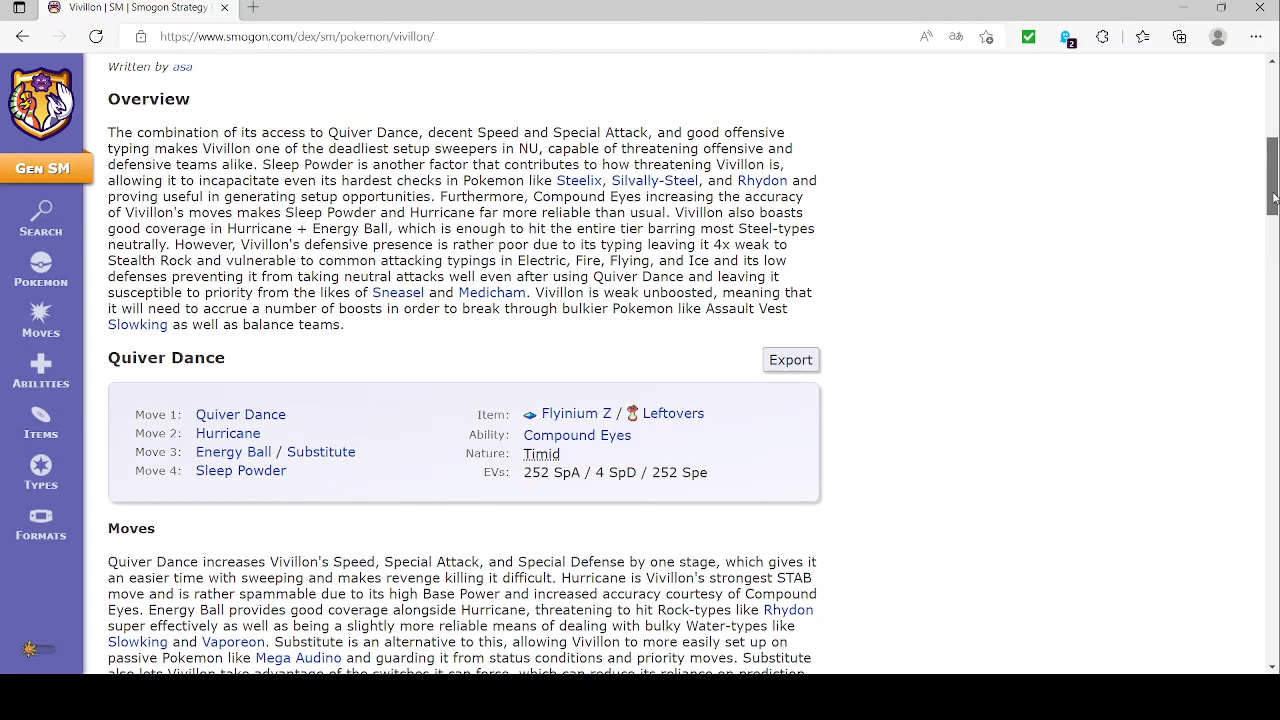 Vivillon | SM | Smogon Strategy
https://www.smogon.com/dex/sm/pokemon/vivillon/
2
Written by asa
Overview
The combination of its access to Quiver Dance, decent Speed and Special Attack, and good offensive
typing makes Vivillon one of the deadliest setup sweepers in NU, capable of threatening offensive and
defensive teams alike. Sleep Powder is another factor that contributes to how threatening Vivillon is,
allowing it to incapacitate even its hardest checks in Pokemon like Steelix, Silvally-Steel, and Rhydon and
proving useful in generating setup opportunities. Furthermore, Compound Eyes increasing the accuracy
of Vivillon's moves makes Sleep Powder and Hurricane far more reliable than usual. Vivillon also boasts
good coverage in Hurricane + Energy Ball, which is enough to hit the entire tier barring most Steel-types
neutrally. However, Vivillon's defensive presence is rather poor due to its typing leaving it 4x weak to
Stealth Rock and vulnerable to common attacking typings in Electric, Fire, Flying, and Ice and its low
defenses preventing it from taking neutral attacks well even after using Quiver Dance and leaving it
susceptible to priority from the likes of Sneasel and Medicham. Vivillon is weak unboosted, meaning that
it will need to accrue a number of boosts in order to break through bulkier Pokemon like Assault Vest
Slowking as well as balance teams.
Quiver Dance
Export
Move 1: Quiver Dance
Move 2: Hurricane
Move 3: Energy Ball / Substitute
Move 4: Sleep Powder
Item: Flyinium Z / Leftovers
Ability: Compound Eyes
Nature: Timid
EVs: 252 SpA / 4 SpD / 252 Spe
Moves
Quiver Dance increases Vivillon's Speed, Special Attack, and Special Defense by one stage, which gives it
an easier time with sweeping and makes revenge killing it difficult. Hurricane is Vivillon's strongest STAB
move and is rather spammable due to its high Base Power and increased accuracy courtesy of Compound
Eyes. Energy Ball provides good coverage alongside Hurricane, threatening to hit Rock-types like Rhydon
super effectively as well as being a slightly more reliable means of dealing with bulky Water-types like
Slowking and Vaporeon. Substitute is an alternative to this, allowing Vivillon to more easily set up on
passive Pokemon like Mega Audino and guarding it from status conditions and priority moves. Substitute
also lets Vivillon take advantage of the switches it can force, which can reduce its reliance on prediction
GEN SM
SEARCH
POKEMON
MOVES
ABILITIES
ITEMS
TYPES
FORMATS